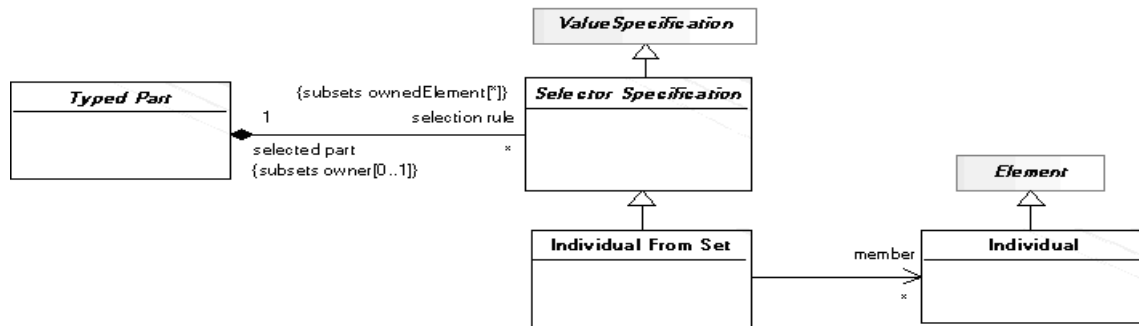 ValueSpecification
Typed Part
{subsets ownedElement[*]}
Selector Specification
1
selection rule
selected part
*
{subsets owner[0..1]}
Element
Individual From Set
Individual
member
*